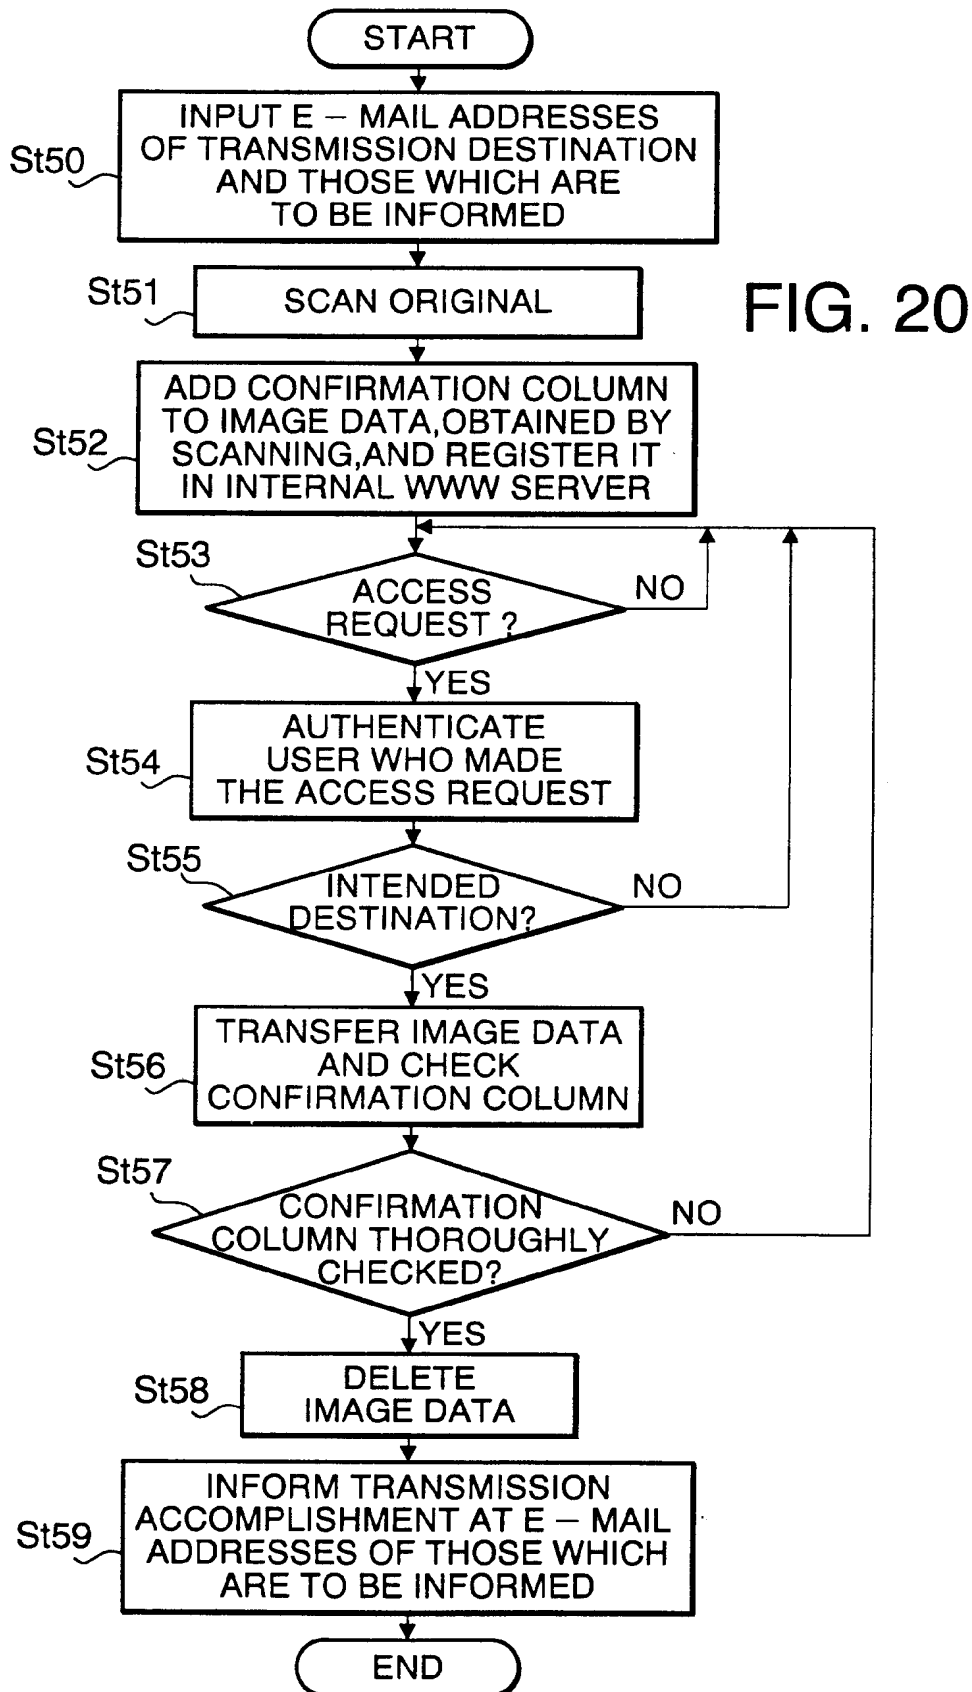 START
INPUT E – MAIL ADDRESSES
OF TRANSMISSION DESTINATION
AND THOSE WHICH ARE
TO BE INFORMED
St50
St51
SCAN ORIGINAL
FIG. 20
ADD CONFIRMATION COLUMN
TO IMAGE DATA,OBTAINED BY
SCANNING,AND REGISTER IT
IN INTERNAL WWW SERVER
St52
St53
ACCESS
REQUEST ?
NO
YES
AUTHENTICATE
USER WHO MADE
THE ACCESS REQUEST
St54
St55
INTENDED
DESTINATION?
NO
YES
TRANSFER IMAGE DATA
AND CHECK
CONFIRMATION COLUMN
St56
St57
CONFIRMATION
COLUMN THOROUGHLY
CHECKED?
NO
YES
St58
DELETE
IMAGE DATA
INFORM TRANSMISSION
ACCOMPLISHMENT AT E – MAIL
ADDRESSES OF THOSE WHICH
ARE TO BE INFORMED
St59
END